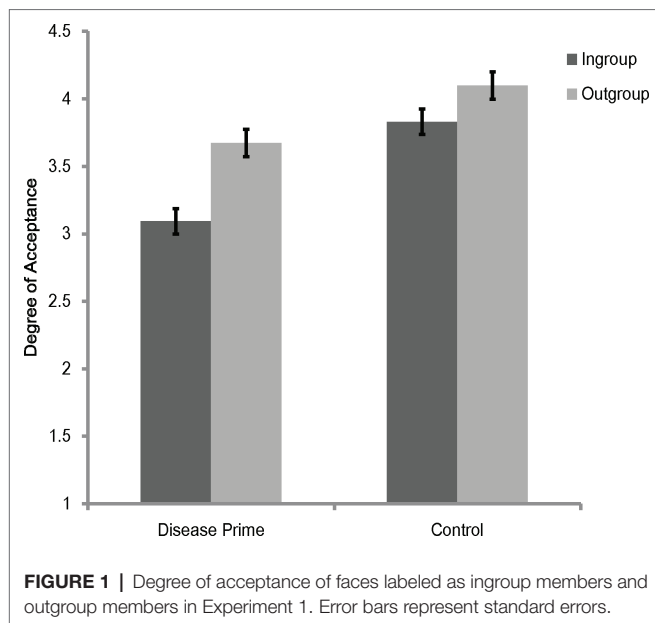 4.5
4
3.5
3
2.5
2
1.5
1
Degree of Acceptance
Ingroup
Outgroup
Disease Prime
Control
FIGURE 1 | Degree of acceptance of faces labeled as ingroup members and
outgroup members in Experiment 1. Error bars represent standard errors.